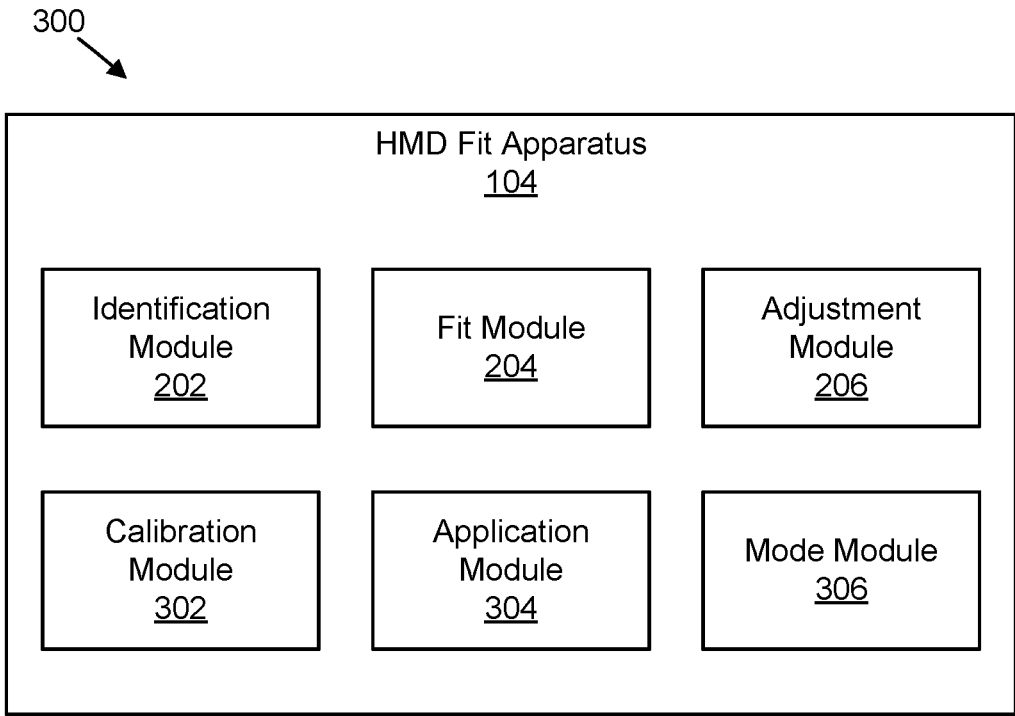 300
HMD Fit Apparatus
104
Identification
Module
202
Fit Module
204
Adjustment
Module
206
Calibration
Module
302
Application
Module
304
Mode Module
306